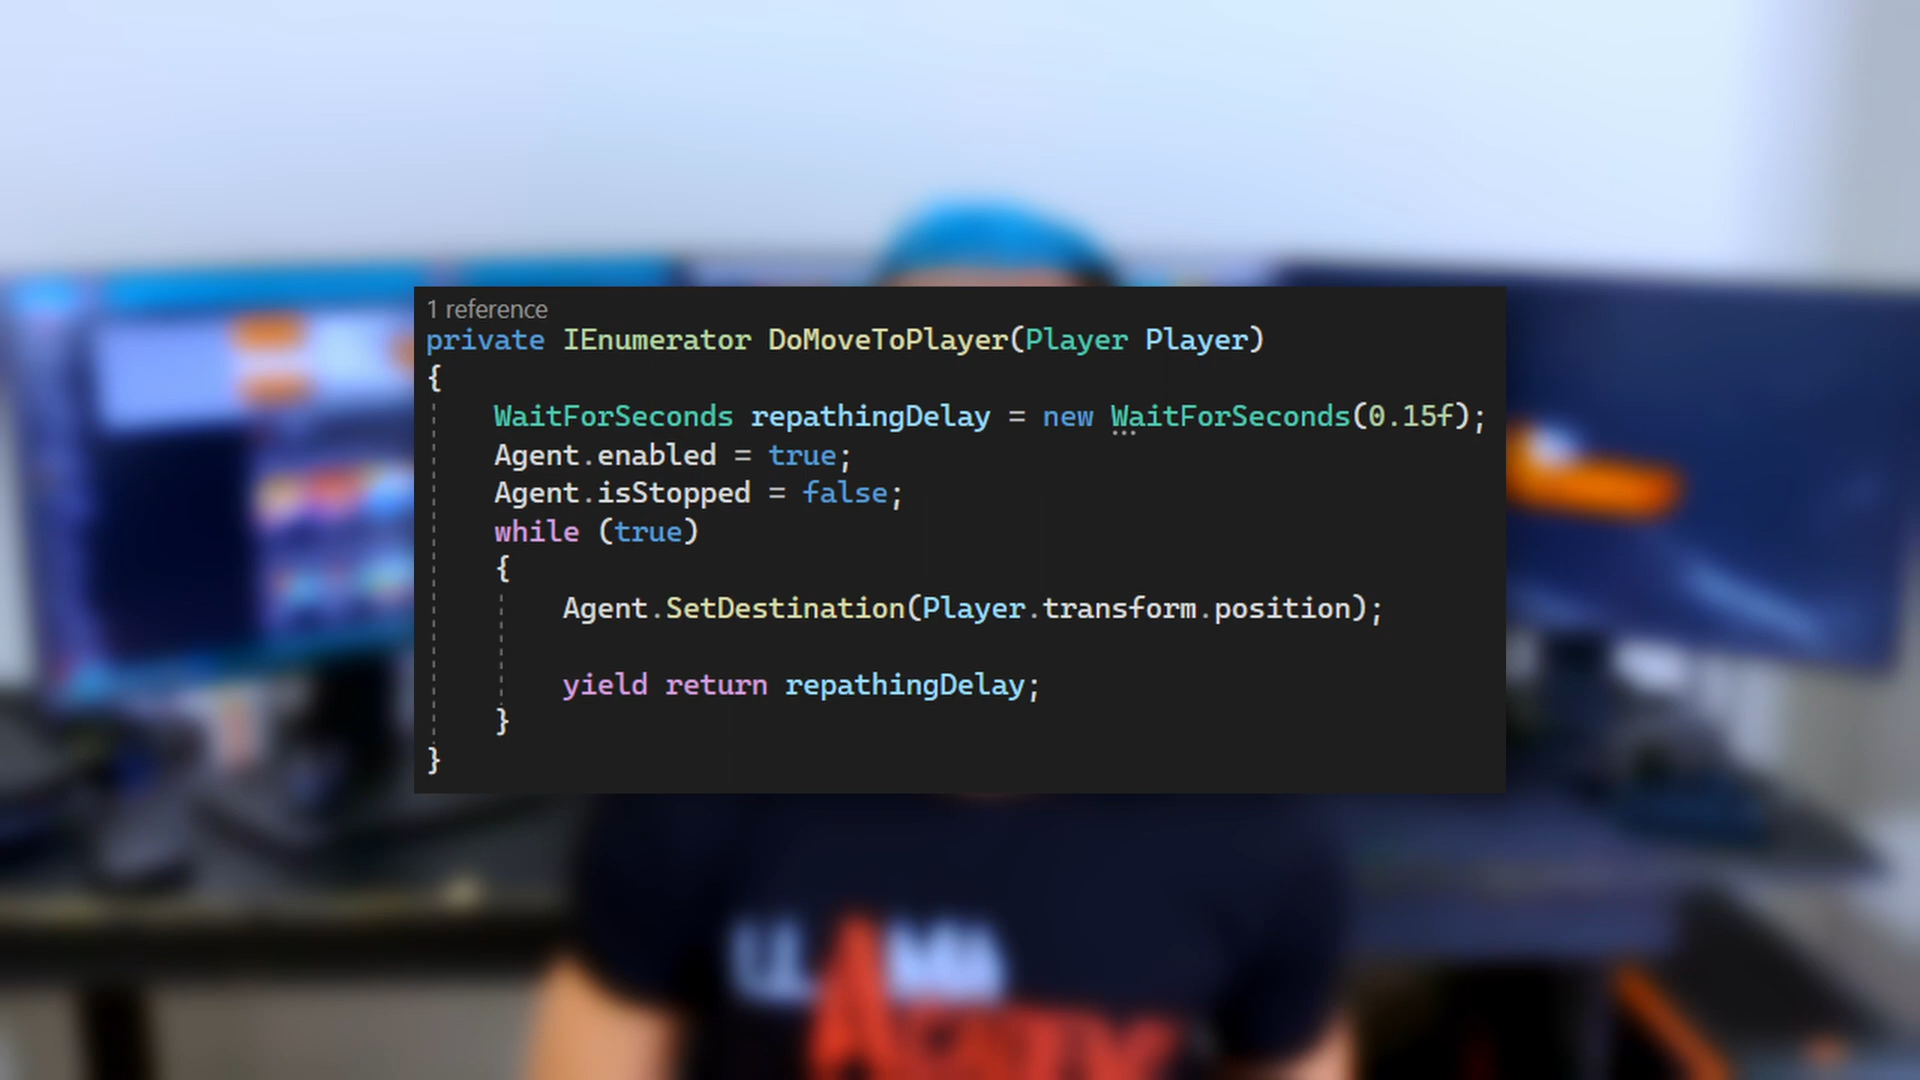 1 reference
private IEnumerator DoMoveToPlayer(Player Player)
{
WaitForSeconds repathingDelay = new WaitForSeconds(0.15f);
Agent.enabled = true;
Agent.isStopped = false;
while (true)
{
Agent.SetDestination(Player.transform.position);
yield return repathingDelay;
}
}
LLAMA